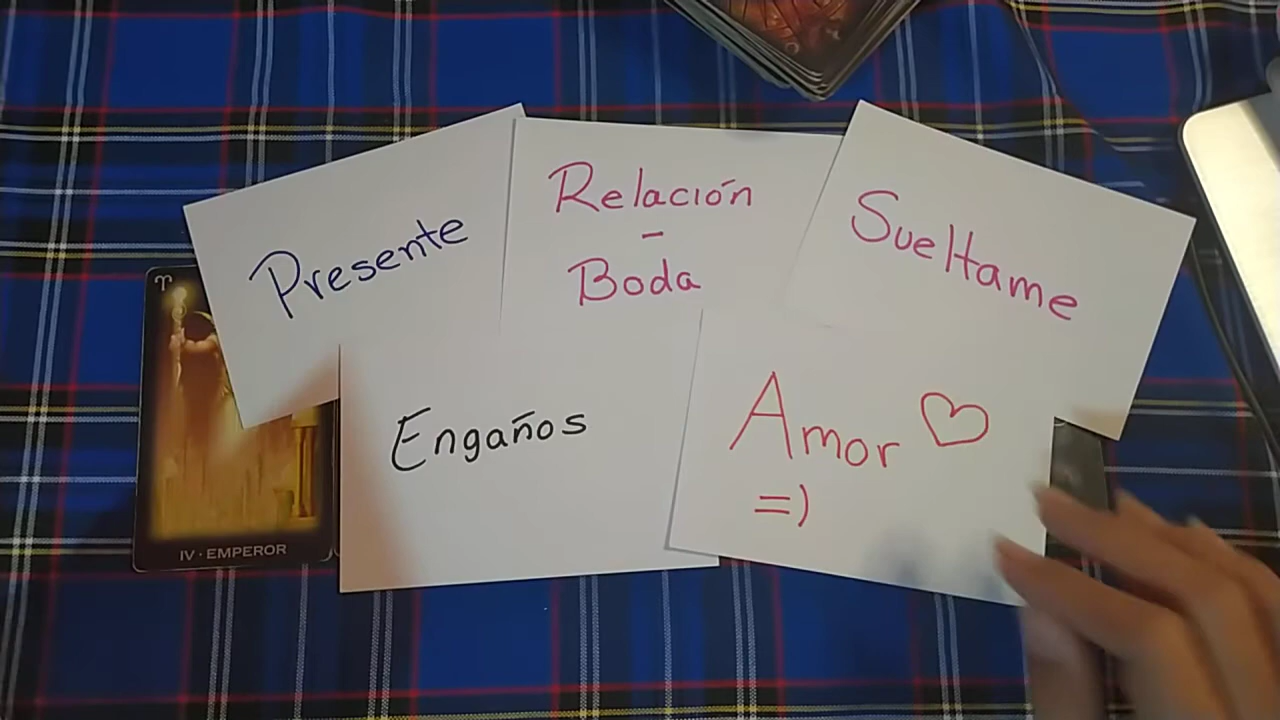 Presente
Relación
-
Boda
Sueltame
Engaños
Amor ♡
=)
IV · EMPEROR